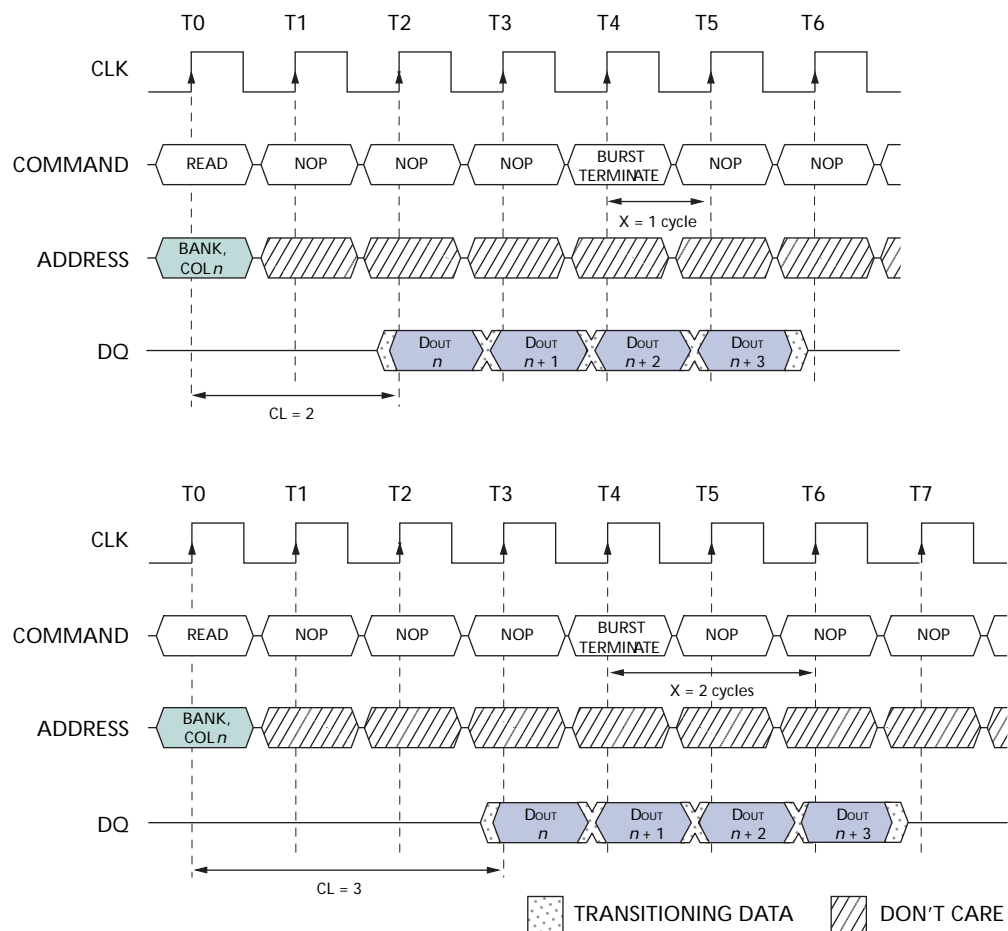 T0 T1 T2 T3 T4 T5 T6
CLK
COMMAND READ NOP NOP NOP BURST TERMINATE NOP NOP
X = 1 cycle
ADDRESS BANK, COL n
DQ DOUT n DOUT n + 1 DOUT n + 2 DOUT n + 3
CL = 2
T0 T1 T2 T3 T4 T5 T6 T7
CLK
COMMAND READ NOP NOP NOP BURST TERMINATE NOP NOP NOP
X = 2 cycles
ADDRESS BANK, COL n
DQ DOUT n DOUT n + 1 DOUT n + 2 DOUT n + 3
CL = 3
TRANSITIONING DATA DON'T CARE